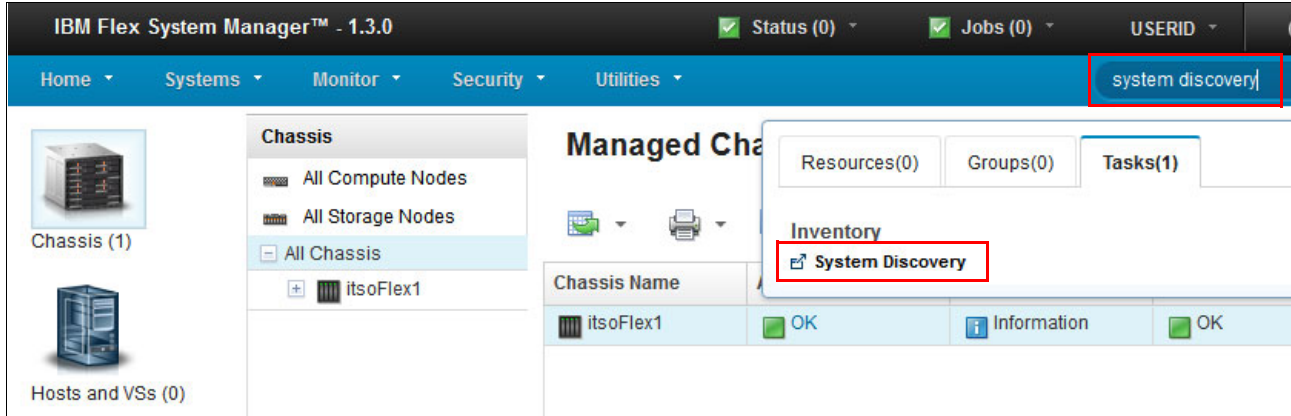 IBM Flex System Manager™ - 1.3.0
Status (0)
Jobs (0)
USERID
Home
Systems
Monitor
Security
Utilities
system discovery
Chassis (1)
Hosts and VSs (0)
Chassis
All Compute Nodes
All Storage Nodes
All Chassis
itsoFlex1
Managed Cha
Resources(0)
Groups(0)
Tasks(1)
Inventory
System Discovery
Chassis Name
itsoFlex1
OK
Information
OK